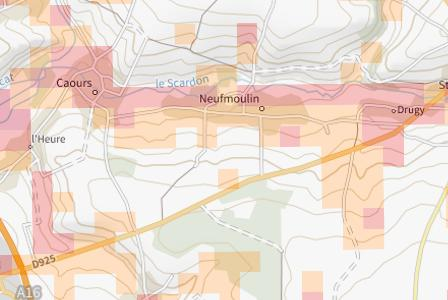 le Scardon
Caours
Neufmoulin
Drugy
l'Heure
D925
A16